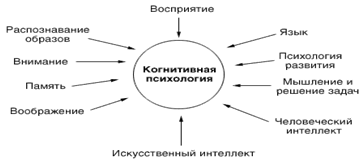 Восприятие
Распознавание
образов
Внимание
Память
Воображение
Когнитивная
психология
Язык
Психология
развития
Мышление и
решение задач
Человеческий
интеллект
Искусственный интеллект